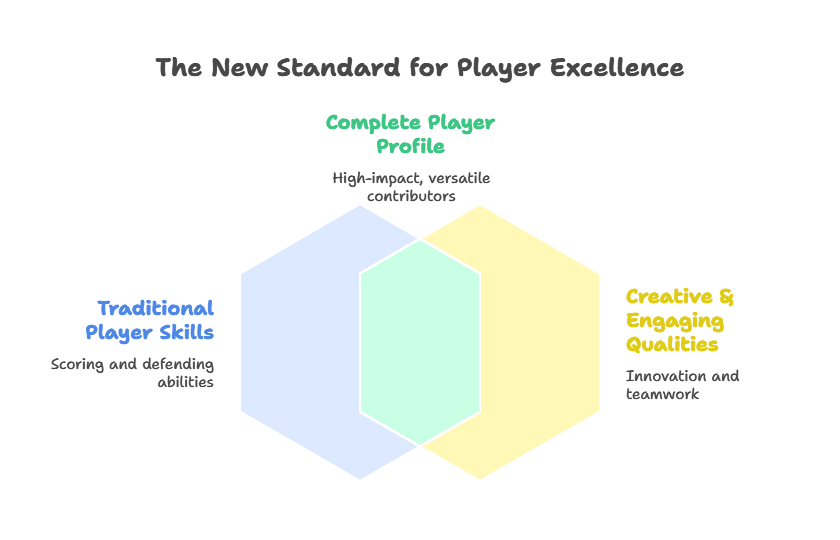 The New Standard for Player Excellence
Complete Player
Profile
High-impact, versatile
contributors
Traditional
Player Skills
Scoring and defending
abilities
Creative &
Engaging
Qualities
Innovation and
teamwork